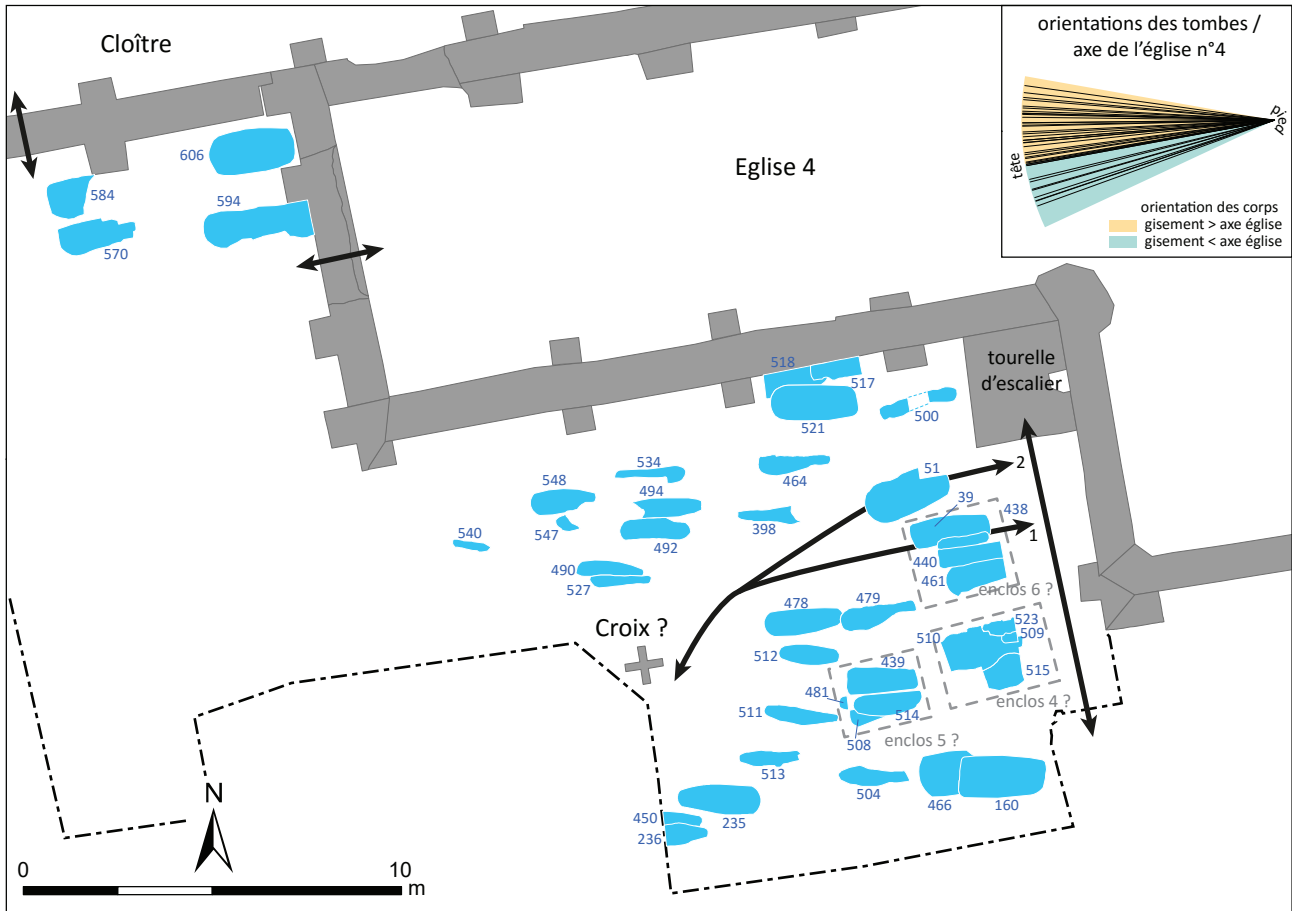 Cloître
orientations des tombes /
axe de l'église n°4
pied
tête
orientation des corps
gisement > axe église
gisement < axe église
606
584
594
570
Eglise 4
518
517
tourelle
d'escalier
521
500
534
464
51
2
548
494
39
438
540
547
492
398
1
490
440
527
461
enclos 6 ?
478
479
523
510
509
Croix ?
512
439
515
481
511
514
enclos 4 ?
508
enclos 5 ?
513
504
466
160
N
450
235
236
0
10
m